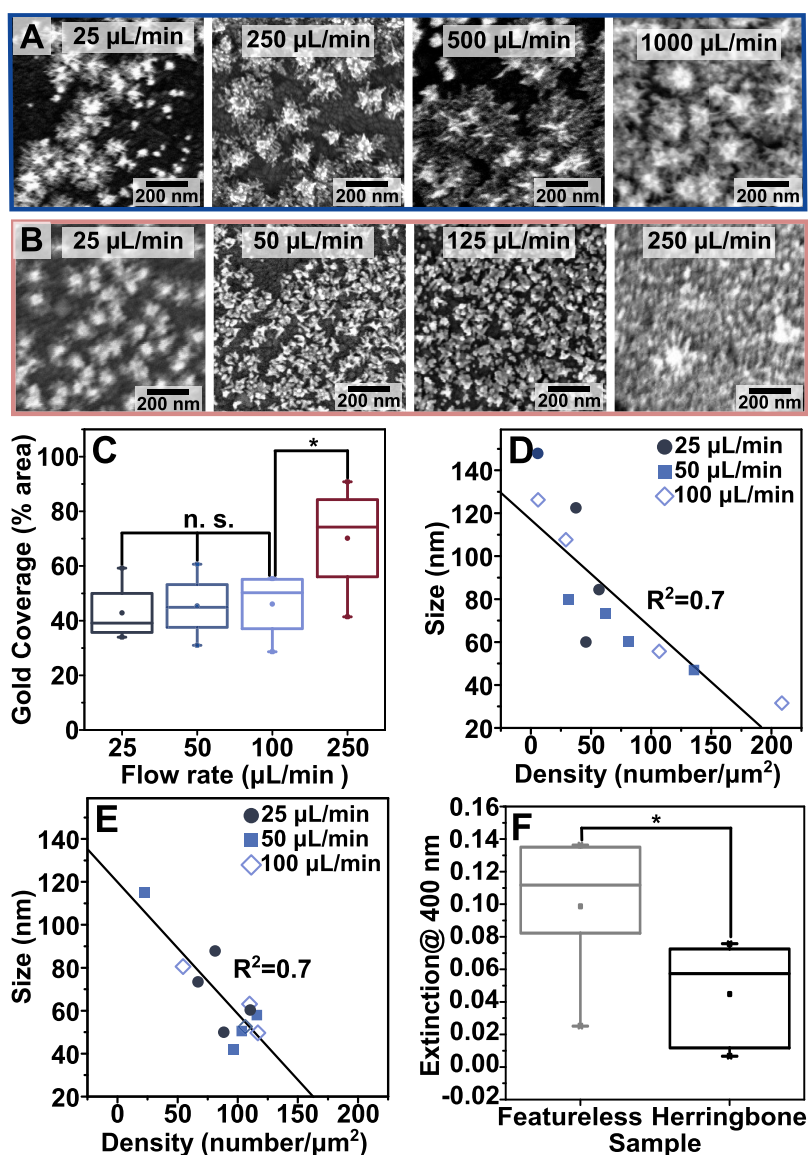 A 25 µL/min 250 µL/min 500 µL/min 1000 µL/min
200 nm 200 nm 200 nm 200 nm
B 25 µL/min 50 µL/min 125 µL/min 250 µL/min
200 nm 200 nm 200 nm 200 nm
C
Gold Coverage (% area)
100
80
60
40
20
0
n. s.
*
25 50 100 250
Flow rate (µL/min )
D
25 µL/min
50 µL/min
100 µL/min
Size (nm)
140
120
100
80
60
40
20
R²=0.7
0 50 100 150 200
Density (number/µm²)
E
25 µL/min
50 µL/min
100 µL/min
Size (nm)
140
120
100
80
60
40
20
R²=0.7
0 50 100 150 200
Density (number/µm²)
F
Extinction@ 400 nm
0.16
0.14
0.12
0.10
0.08
0.06
0.04
0.02
0.00
-0.02
*
Featureless Herringbone
Sample